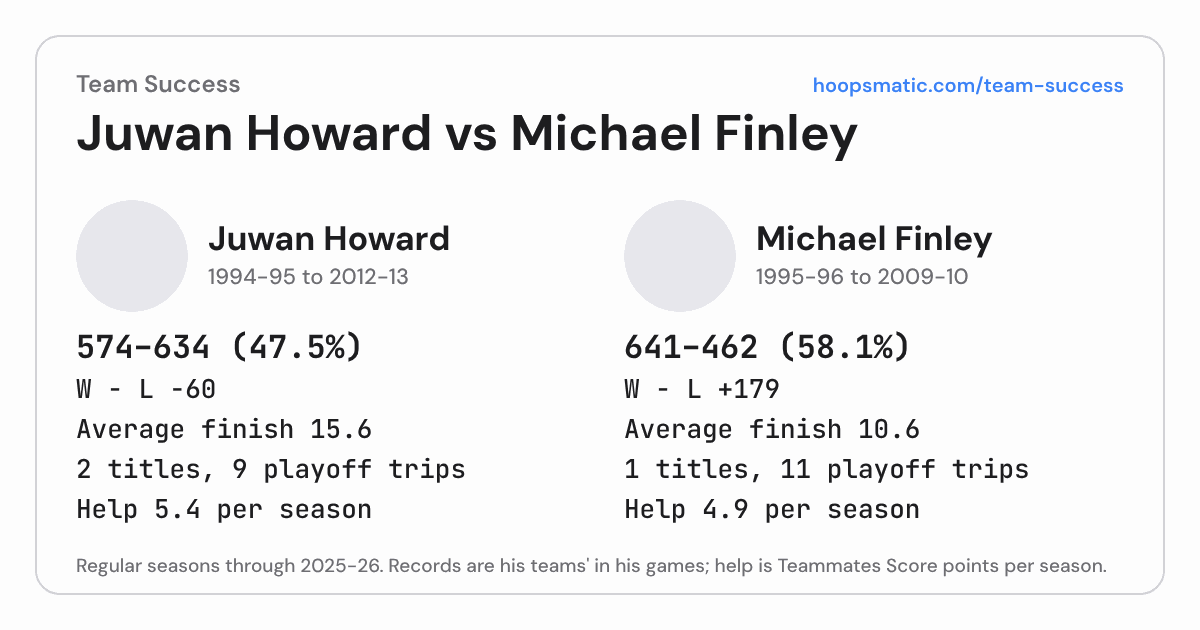 Team Success
hoopsmatic.com/team-success
Juwan Howard vs Michael Finley
Juwan Howard
1994-95 to 2012-13
574-634 (47.5%)
W - L -60
Average finish 15.6
2 titles, 9 playoff trips
Help 5.4 per season
Michael Finley
1995-96 to 2009-10
641-462 (58.1%)
W - L +179
Average finish 10.6
1 titles, 11 playoff trips
Help 4.9 per season
Regular seasons through 2025-26. Records are his teams' in his games; help is Teammates Score points per season.